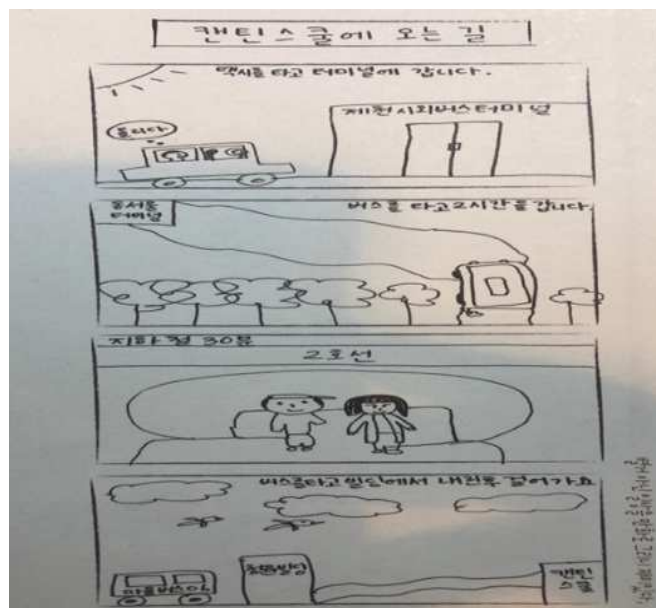 캔틴스쿨에 오는길
택시를 타고 터미널에 갑니다.
제천시외버스터미널
동서울
터미널
버스를 타고 2시간을 갑니다.
지하철 30분
2호선
버스를타고 빌딩에서 내린후 걸어가요
마을버스04
캔틴
스쿨